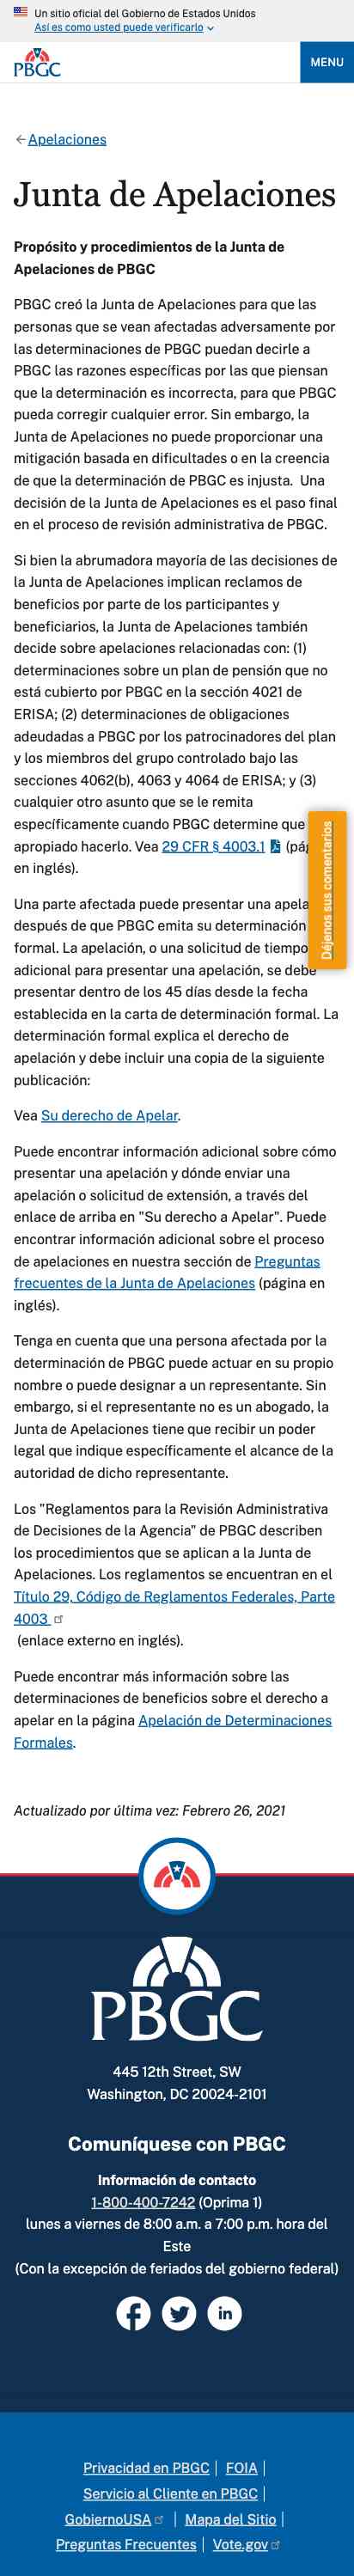 Un sitio oficial del Gobierno de Estados Unidos
Así es como usted puede verificarlo
PBGC
MENU
Apelaciones
Junta de Apelaciones
Propósito y procedimientos de la Junta de
Apelaciones de PBGC
PBGC creó la Junta de Apelaciones para que las
personas que se vean afectadas adversamente por
las determinaciones de PBGC puedan decirle a
PBGC las razones específicas por las que piensan
que la determinación es incorrecta, para que PBGC
pueda corregir cualquier error. Sin embargo, la
Junta de Apelaciones no puede proporcionar una
mitigación basada en dificultades o en la creencia
de que la determinación de PBGC es injusta.  Una
decisión de la Junta de Apelaciones es el paso final
en el proceso de revisión administrativa de PBGC.
Si bien la abrumadora mayoría de las decisiones de
la Junta de Apelaciones implican reclamos de
beneficios por parte de los participantes y
beneficiarios, la Junta de Apelaciones también
decide sobre apelaciones relacionadas con: (1)
determinaciones sobre un plan de pensión que no
está cubierto por PBGC en la sección 4021 de
ERISA; (2) determinaciones de obligaciones
adeudadas a PBGC por los patrocinadores del plan
y los miembros del grupo controlado bajo las
secciones 4062(b), 4063 y 4064 de ERISA; y (3)
cualquier otro asunto que se le remita
específicamente cuando PBGC determine que
apropiado hacerlo. Vea 29 CFR § 4003.1 (pág
en inglés).
Déjenos sus comentarios
Una parte afectada puede presentar una apela
después de que PBGC emita su determinación
formal. La apelación, o una solicitud de tiempo
adicional para presentar una apelación, se debe
presentar dentro de los 45 días desde la fecha
establecida en la carta de determinación formal. La
determinación formal explica el derecho de
apelación y debe incluir una copia de la siguiente
publicación:
Vea Su derecho de Apelar.
Puede encontrar información adicional sobre cómo
presentar una apelación y dónde enviar una
apelación o solicitud de extensión, a través del
enlace de arriba en "Su derecho a Apelar". Puede
encontrar información adicional sobre el proceso
de apelaciones en nuestra sección de Preguntas
frecuentes de la Junta de Apelaciones (página en
inglés).
Tenga en cuenta que una persona afectada por la
determinación de PBGC puede actuar en su propio
nombre o puede designar a un representante. Sin
embargo, si el representante no es un abogado, la
Junta de Apelaciones tiene que recibir un poder
legal que indique específicamente el alcance de la
autoridad de dicho representante.
Los "Reglamentos para la Revisión Administrativa
de Decisiones de la Agencia" de PBGC describen
los procedimientos que se aplican a la Junta de
Apelaciones. Los reglamentos se encuentran en el
Título 29, Código de Reglamentos Federales, Parte
4003
(enlace externo en inglés).
Puede encontrar más información sobre las
determinaciones de beneficios sobre el derecho a
apelar en la página Apelación de Determinaciones
Formales.
Actualizado por última vez: Febrero 26, 2021
PBGC
445 12th Street, SW
Washington, DC 20024-2101
Comuníquese con PBGC
Información de contacto
1-800-400-7242 (Oprima 1)
lunes a viernes de 8:00 a.m. a 7:00 p.m. hora del
Este
(Con la excepción de feriados del gobierno federal)
Privacidad en PBGC | FOIA |
Servicio al Cliente en PBGC |
GobiernoUSA | Mapa del Sitio |
Preguntas Frecuentes | Vote.gov